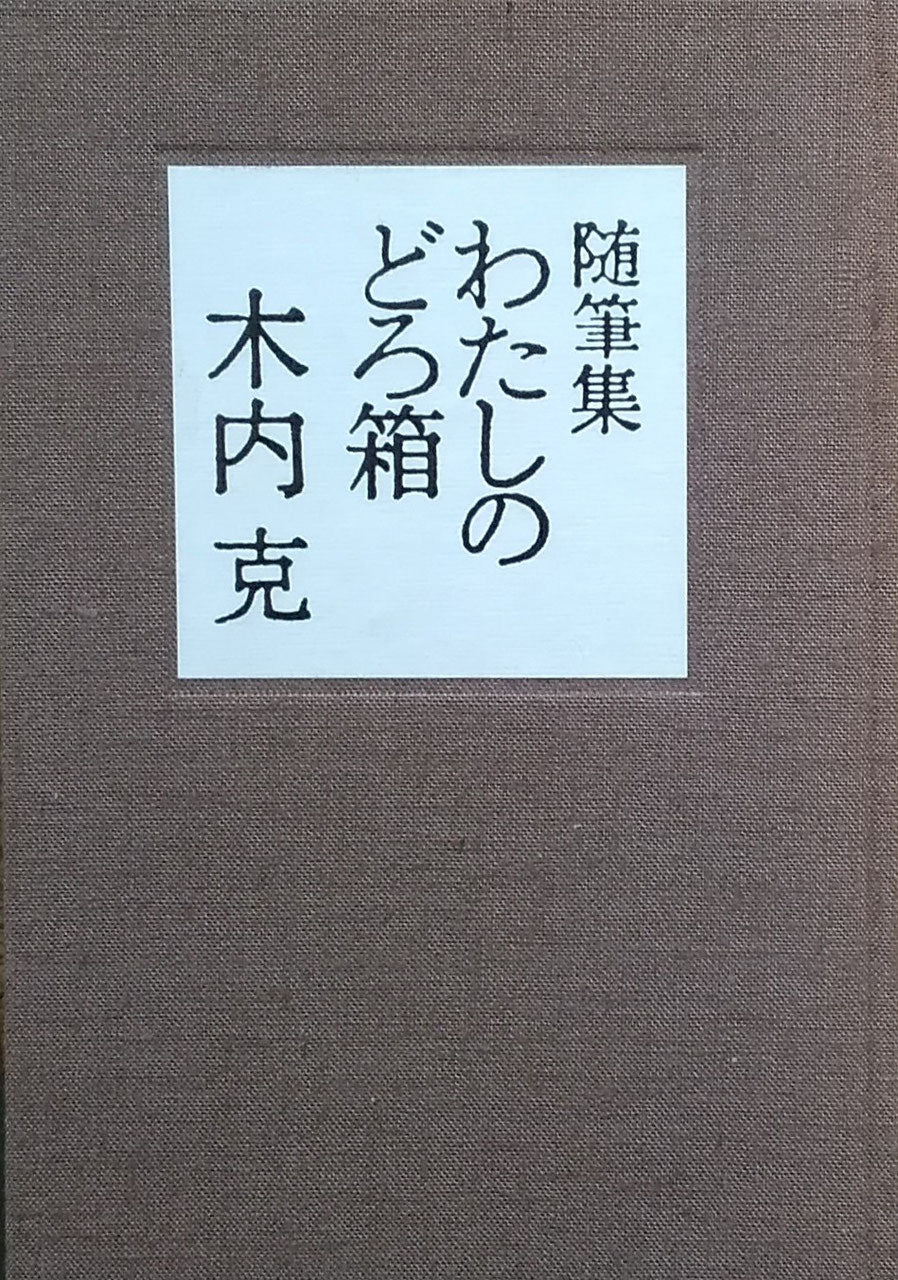 随筆集
わたしの
どろ箱
木内克